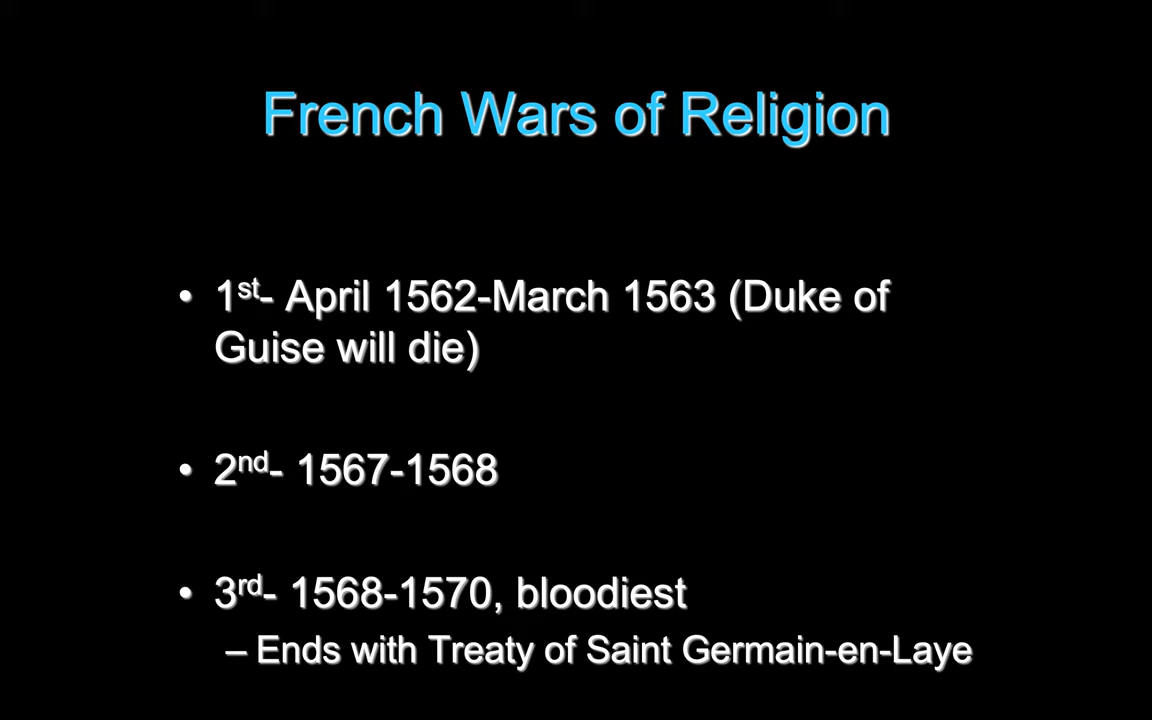 French Wars of Religion
• 1st- April 1562-March 1563 (Duke of
Guise will die)
• 2nd- 1567-1568
• 3rd- 1568-1570, bloodiest
– Ends with Treaty of Saint Germain-en-Laye